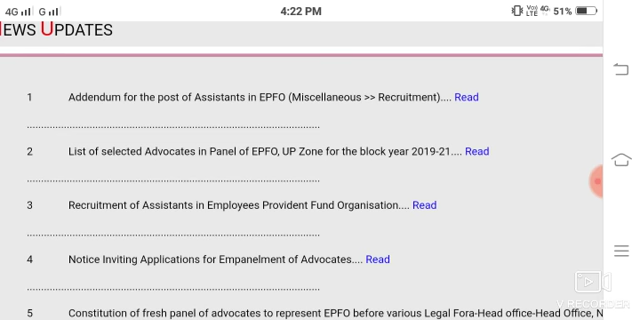 4G G 4:22 PM Vo) LTE 4G 51%
EWS UPDATES
1 Addendum for the post of Assistants in EPFO (Miscellaneous >> Recruitment).... Read
2 List of selected Advocates in Panel of EPFO, UP Zone for the block year 2019-21.... Read
3 Recruitment of Assistants in Employees Provident Fund Organisation.... Read
4 Notice Inviting Applications for Empanelment of Advocates.... Read
5 Constitution of fresh panel of advocates to represent EPFO before various Legal Fora-Head office-Head Office, N
V RECORDER